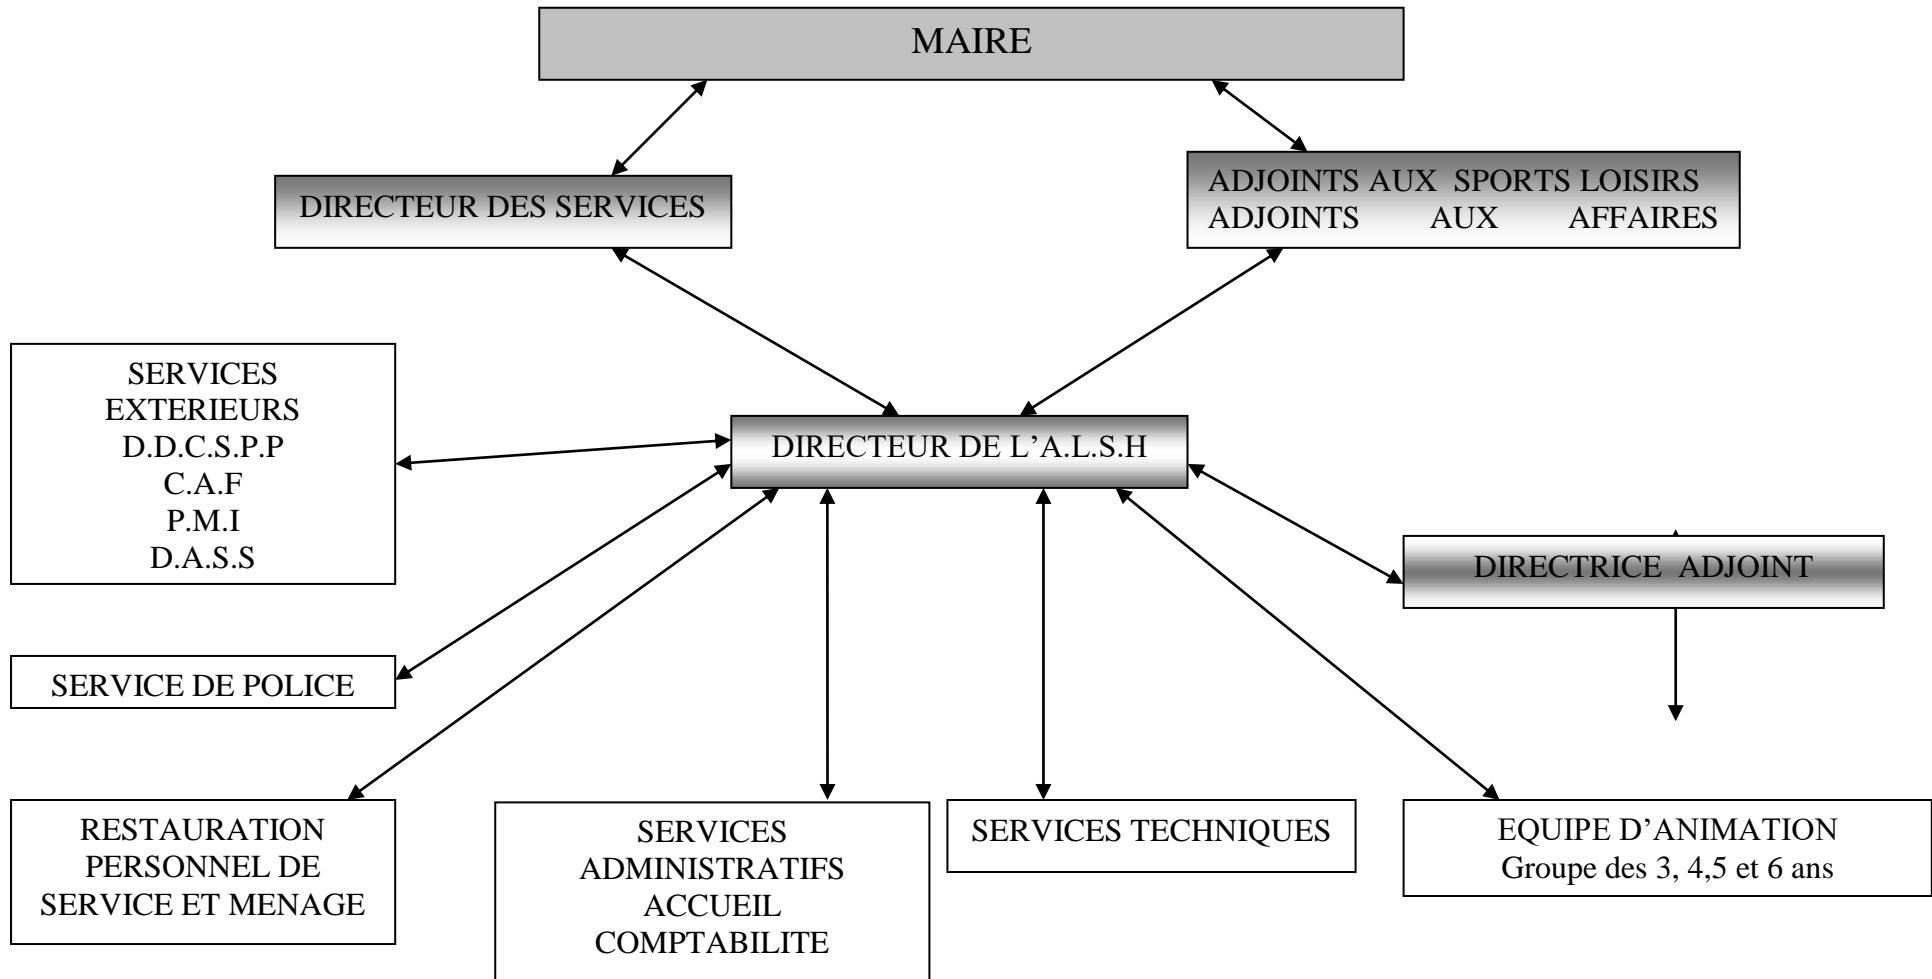 MAIRE
DIRECTEUR DES SERVICES
ADJOINTS AUX SPORTS LOISIRS
ADJOINTS AUX AFFAIRES
SERVICES
EXTERIEURS
D.D.C.S.P.P
C.A.F
P.M.I
D.A.S.S
DIRECTEUR DE L’A.L.S.H
DIRECTRICE ADJOINT
SERVICE DE POLICE
RESTAURATION
PERSONNEL DE
SERVICE ET MENAGE
SERVICES
ADMINISTRATIFS
ACCUEIL
COMPTABILITE
SERVICES TECHNIQUES
EQUIPE D’ANIMATION
Groupe des 3, 4,5 et 6 ans